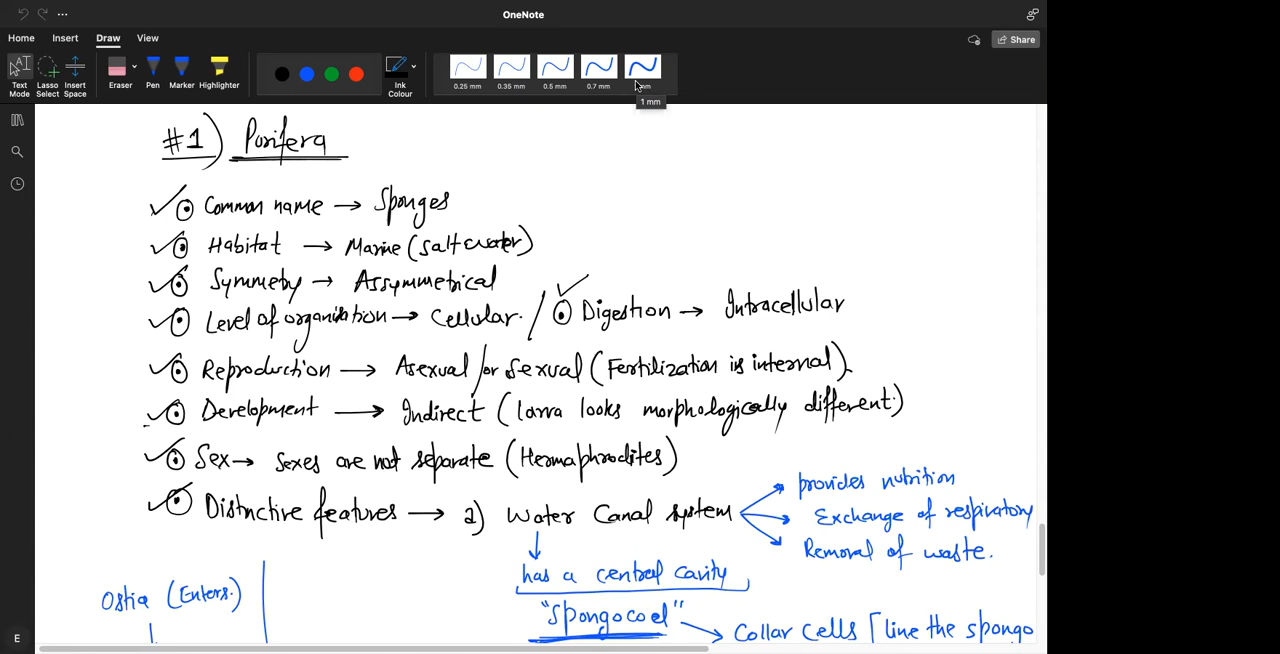 OneNote
Home Insert Draw View
Share
Text Mode
Lasso Select
Insert Space
Eraser
Pen
Marker
Highlighter
Ink Colour
0.25 mm
0.35 mm
0.5 mm
0.7 mm
1 mm
#1) Porifera
Common name → Sponges
Habitat → Marine (Saltwater)
Symmetry → Assymmetrical
Level of organisation → Cellular. / Digestion → Intracellular
Reproduction → Asexual/or Sexual (Fertilization is internal).
Development → Indirect (larva looks morphologically different.)
Sex → Sexes are not separate (Hermaphrodites)
Distinctive features → a) Water Canal system
provides nutrition
Exchange of respiratory
Removal of waste.
has a central cavity
"Spongocoel"
Collar cells [line the spongo
Ostia (Enters.)
E